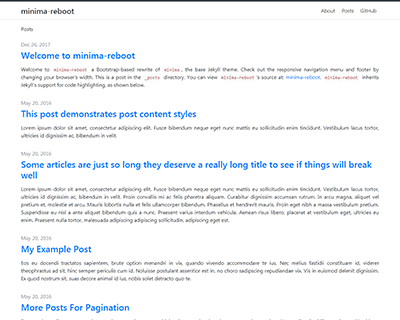 minima-reboot
About Posts GitHub
Posts
Dec 26, 2017
Welcome to minima-reboot
Welcome to minima-reboot a Bootstrap-based rewrite of minima, the base Jekyll theme. Check out the responsive navigation menu and footer by
changing your browser's width. This is a post in the _posts directory. You can view minima-reboot's source at: minima-reboot. minima-reboot inherits
Jekyll's support for code highlighting, as shown below.
May 20, 2016
This post demonstrates post content styles
Lorem ipsum dolor sit amet, consectetur adipiscing elit. Fusce bibendum neque eget nunc mattis eu sollicitudin enim tincidunt. Vestibulum lacus tortor,
ultricies id dignissim ac, bibendum in velit.
May 20, 2016
Some articles are just so long they deserve a really long title to see if things will break
well
Lorem ipsum dolor sit amet, consectetur adipiscing elit. Fusce bibendum neque eget nunc mattis eu sollicitudin enim tincidunt. Vestibulum lacus tortor,
ultricies id dignissim ac, bibendum in velit. Proin convallis mi ac felis pharetra aliquam. Curabitur dignissim accumsan rutrum. In arcu magna, aliquet vel
pretium et, molestie et arcu. Mauris lobortis nulla et felis ullamcorper bibendum. Phasellus et hendrerit mauris. Proin eget nibh a massa vestibulum pretium.
Suspendisse eu nisl a ante aliquet bibendum quis a nunc. Praesent varius interdum vehicula. Aenean risus libero, placerat at vestibulum eget, ultricies eu
enim. Praesent nulla tortor, malesuada adipiscing adipiscing sollicitudin, adipiscing eget est.
May 20, 2016
My Example Post
Eos eu docendi tractatos sapientem, brute option menandri in vix, quando vivendo accommodare te ius. Nec melius fastidii constituam id, viderer
theophrastus ad sit, hinc semper periculis cum id. Noluisse postulant assentior est in, no choro sadipscing repudiandae vix. Vis in euismod delenit dignissim.
Ex quod nostrum sit, suas decore animal id ius, nobis solet detracto quo te.
May 20, 2016
More Posts For Pagination